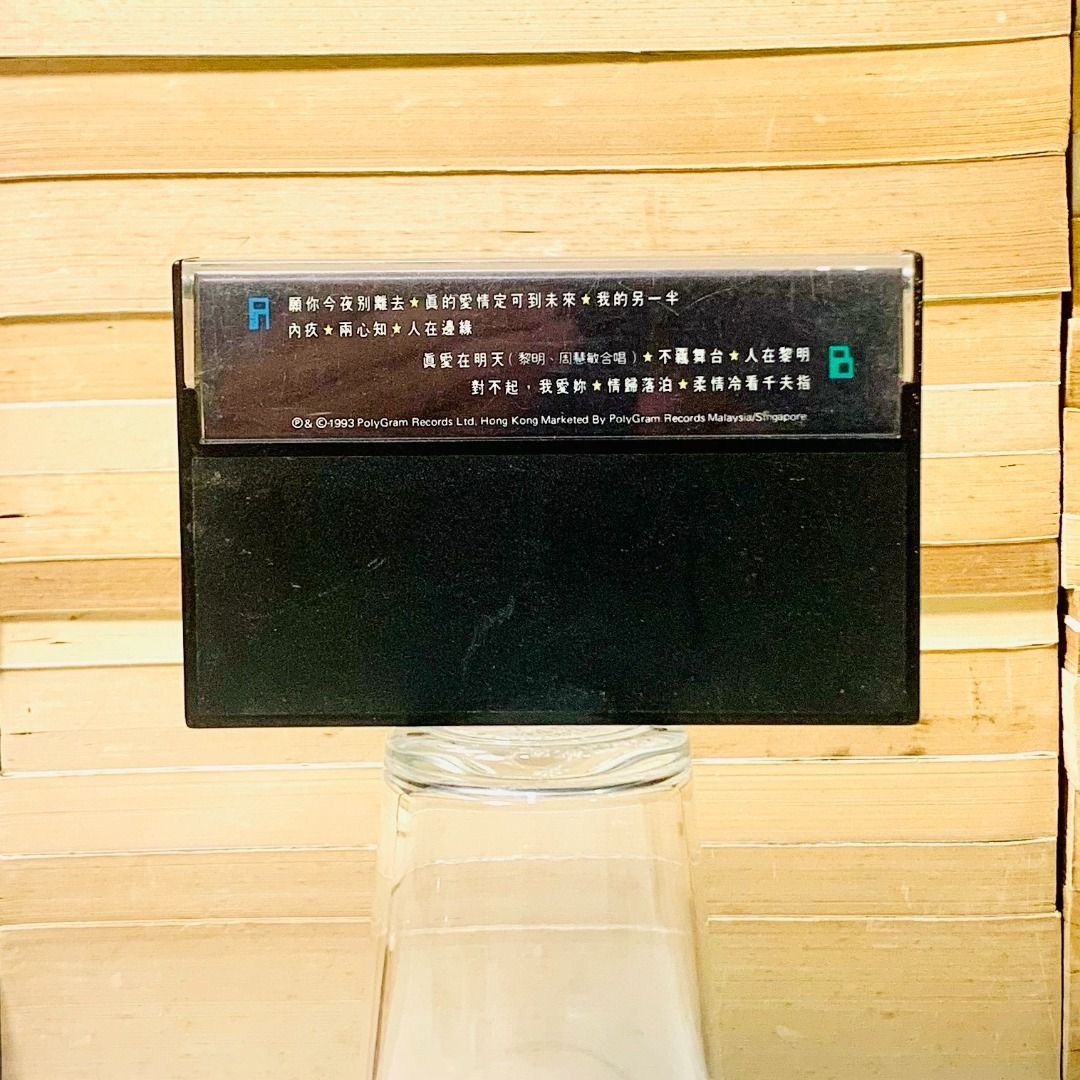 A 願你今夜別離去★眞的愛情定可到未來★我的另一半
內疚★兩心知★人在邊緣
眞愛在明天(黎明、周慧敏合唱)★不羈舞台★人在黎明 B
對不起,我愛妳★情歸落泊★柔情冷看千夫指
Ⓟ & ©1993 PolyGram Records Ltd. Hong Kong Marketed By PolyGram Records Malaysia/Singapore